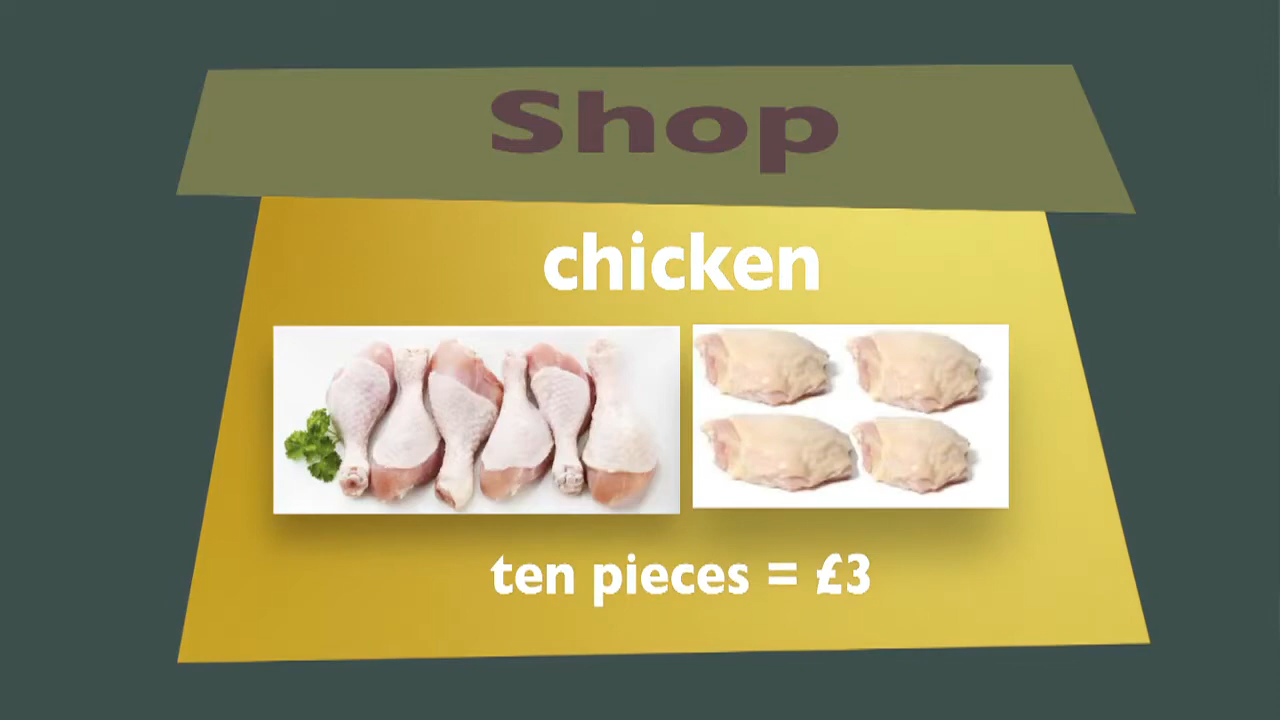 Shop
chicken
ten pieces = £3